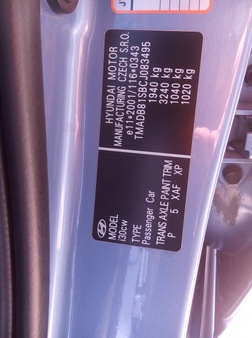 HYUNDAI MOTOR
MANUFACTURING CZECH S.R.O.
e11*2001/116*0343
TMADB81SBCJ083495
1940 kg
3240 kg
1040 kg
1020 kg
MODEL
i30cw
TYPE
Passenger Car
TRANS AXLE PAINT TRIM
P 5 XAF XP